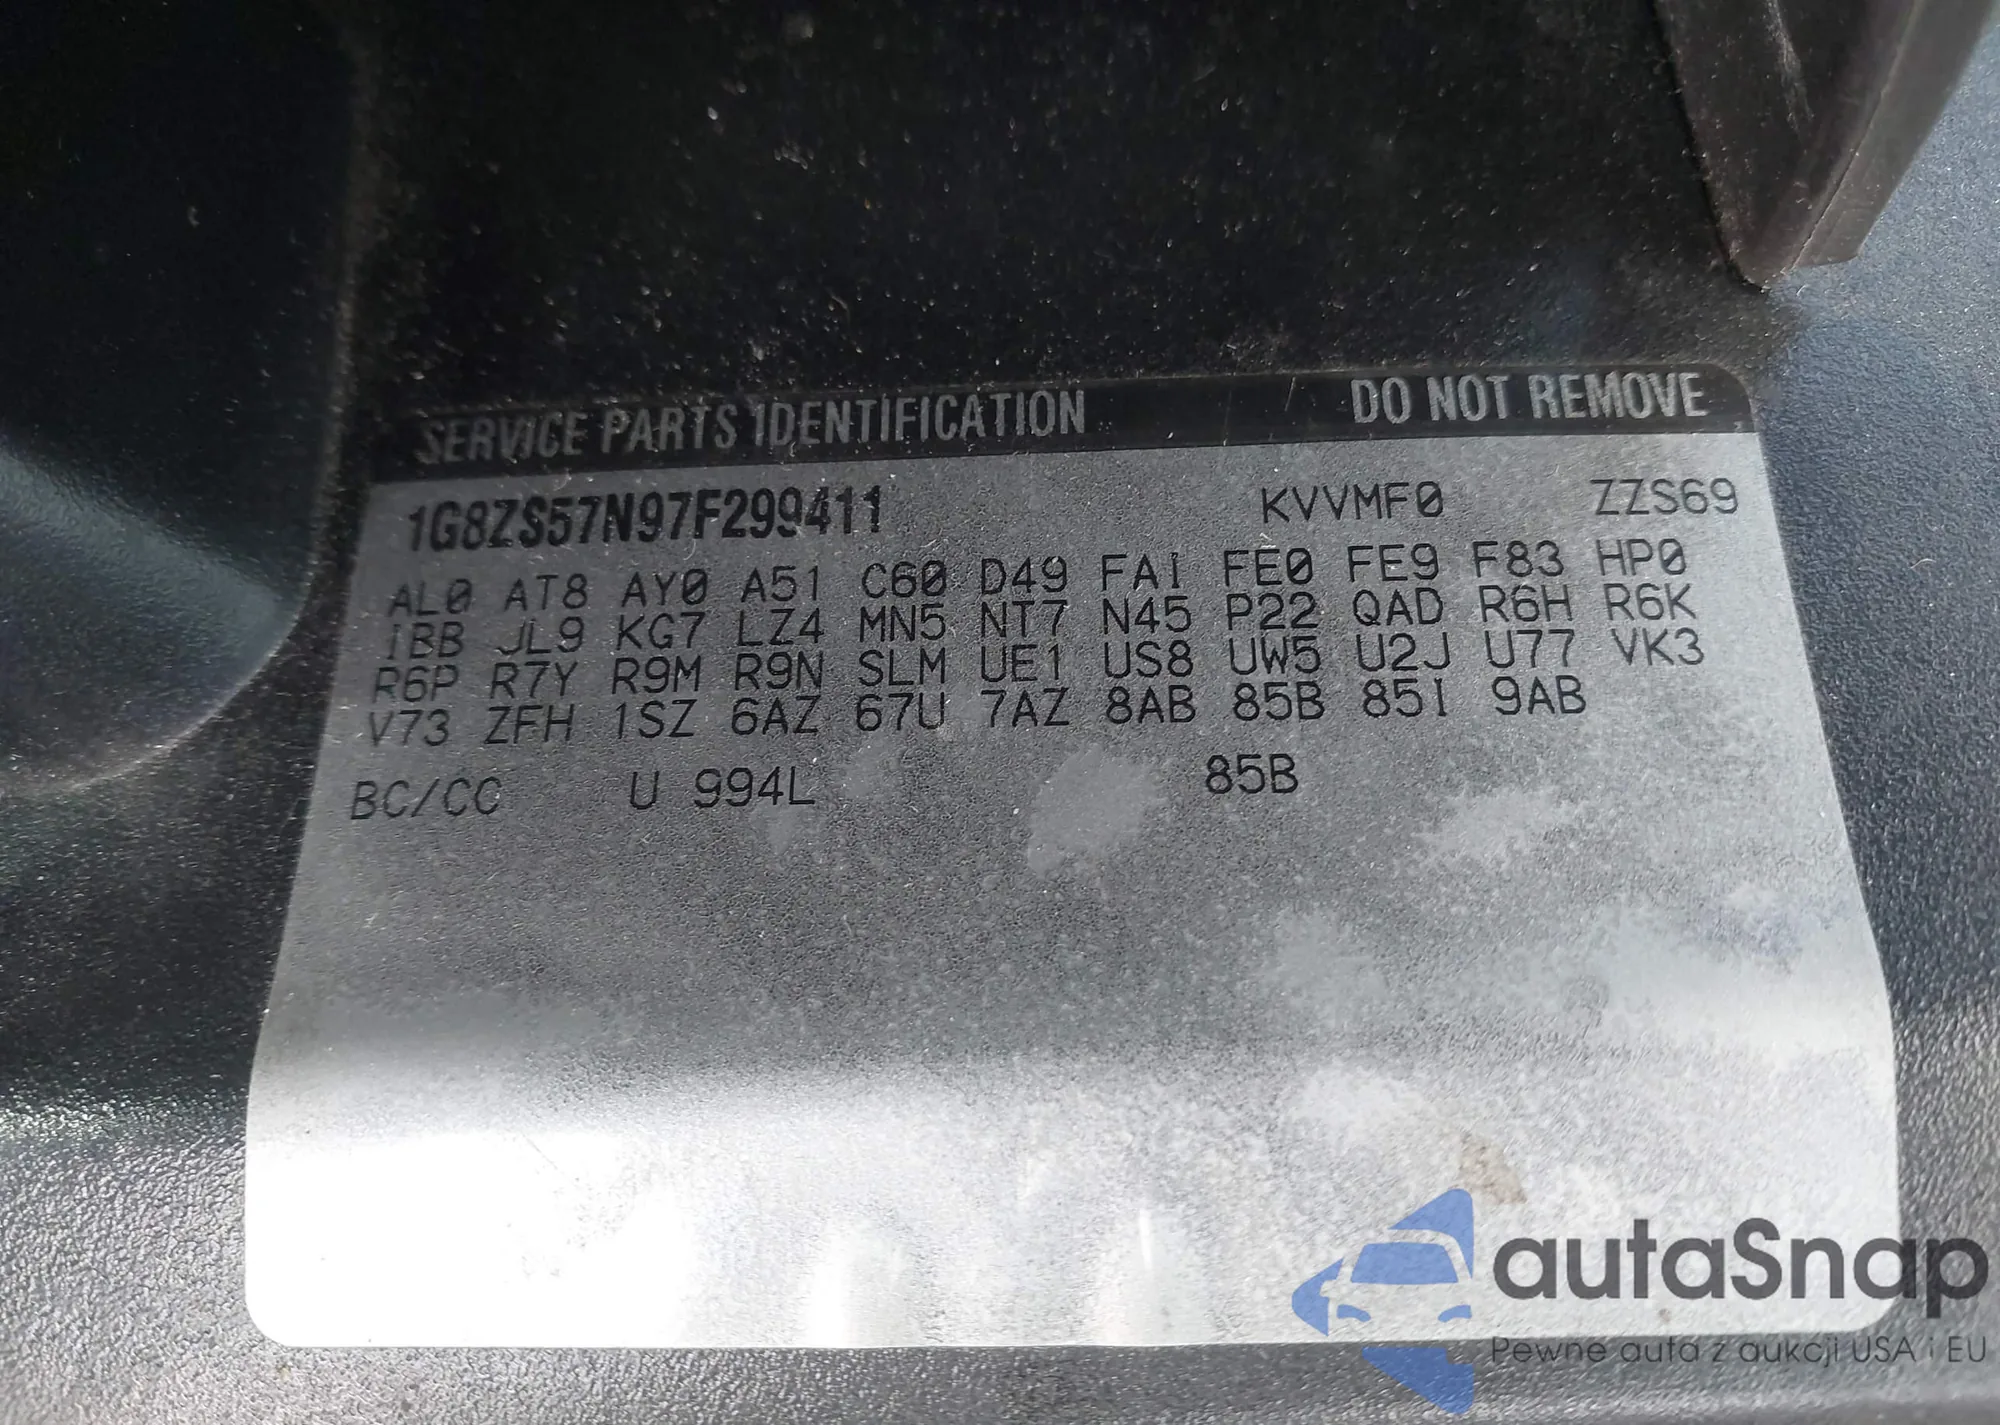 SERVICE PARTS IDENTIFICATION DO NOT REMOVE
1G8ZS57N97F299411 KVVMF0 ZZS69
AL0 AT8 AY0 A51 C60 D49 FAI FE0 FE9 F83 HP0
IBB JL9 KG7 LZ4 MN5 NT7 N45 P22 QAD R6H R6K
R6P R7Y R9M R9N SLM UE1 US8 UW5 U2J U77 VK3
V73 ZFH 1SZ 6AZ 67U 7AZ 8AB 85B 85I 9AB
BC/CC U 994L 85B
autaSnap
Pewne auta z aukcji USA i EU